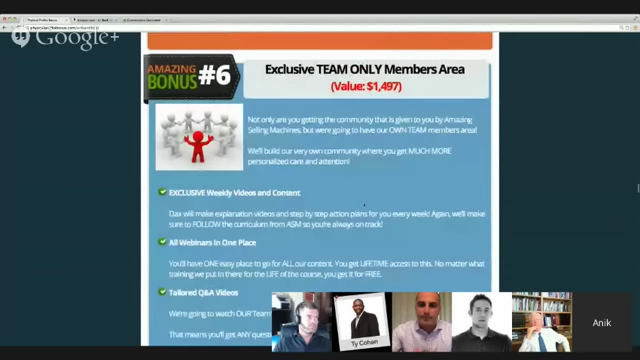 Google+
AMAZING
BONUS #6
Exclusive TEAM ONLY Members Area
(Value: $1,497)
Not only are you getting the community that is given to you by Amazing
Selling Machines, but were going to have our OWN TEAM members area!
We'll build our very own community where you get MUCH MORE
personalized care and attention!
EXCLUSIVE Weekly Videos and Content
Dax will make explanation videos and step by step action plans for you every week! Again, we'll make
sure to FOLLOW the curriculum from ASM so you're always on track!
All Webinars In One Place
You'll have ONE easy place to go for ALL our content. You get LIFETIME access to this. No matter what
training we put in there for the LIFE of the course, you get it for FREE.
Tailored Q&A Videos
We're going to watch OUR Team
That means you'll get ANY quest
Ty Cohan
Anik